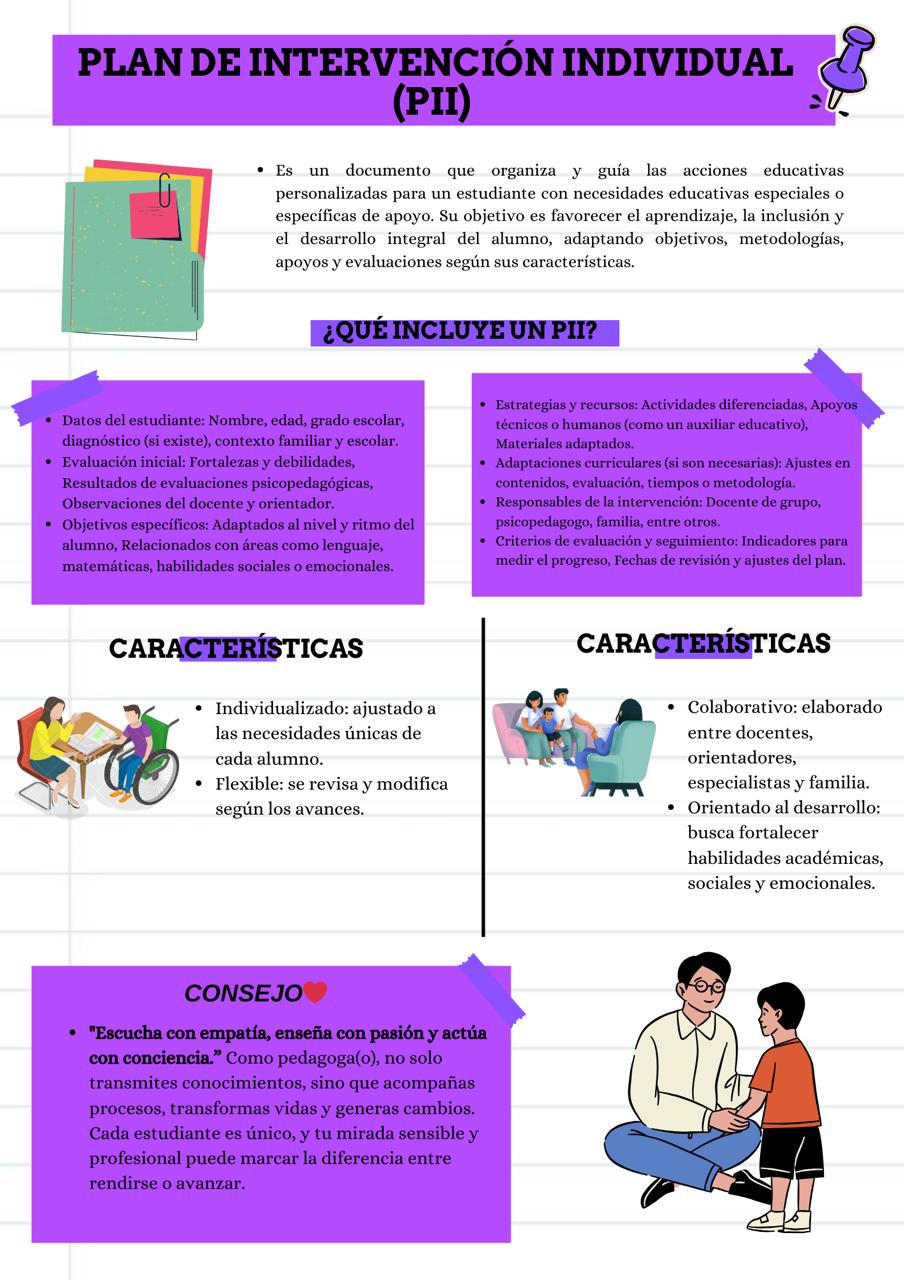 PLAN DE INTERVENCIÓN INDIVIDUAL
(PII)
• Es un documento que organiza y guía las acciones educativas
personalizadas para un estudiante con necesidades educativas especiales o
específicas de apoyo. Su objetivo es favorecer el aprendizaje, la inclusión y
el desarrollo integral del alumno, adaptando objetivos, metodologías,
apoyos y evaluaciones según sus características.
¿QUÉ INCLUYE UN PII?
• Datos del estudiante: Nombre, edad, grado escolar,
diagnóstico (si existe), contexto familiar y escolar.
• Evaluación inicial: Fortalezas y debilidades,
Resultados de evaluaciones psicopedagógicas,
Observaciones del docente y orientador.
• Objetivos específicos: Adaptados al nivel y ritmo del
alumno, Relacionados con áreas como lenguaje,
matemáticas, habilidades sociales o emocionales.
• Estrategias y recursos: Actividades diferenciadas, Apoyos
técnicos o humanos (como un auxiliar educativo),
Materiales adaptados.
• Adaptaciones curriculares (si son necesarias): Ajustes en
contenidos, evaluación, tiempos o metodología.
• Responsables de la intervención: Docente de grupo,
psicopedagogo, familia, entre otros.
• Criterios de evaluación y seguimiento: Indicadores para
medir el progreso, Fechas de revisión y ajustes del plan.
CARACTERÍSTICAS
• Individualizado: ajustado a
las necesidades únicas de
cada alumno.
• Flexible: se revisa y modifica
según los avances.
CARACTERÍSTICAS
• Colaborativo: elaborado
entre docentes,
orientadores,
especialistas y familia.
• Orientado al desarrollo:
busca fortalecer
habilidades académicas,
sociales y emocionales.
CONSEJO❤️
• "Escucha con empatía, enseña con pasión y actúa
con conciencia.” Como pedagoga(o), no solo
transmites conocimientos, sino que acompañas
procesos, transformas vidas y generas cambios.
Cada estudiante es único, y tu mirada sensible y
profesional puede marcar la diferencia entre
rendirse o avanzar.